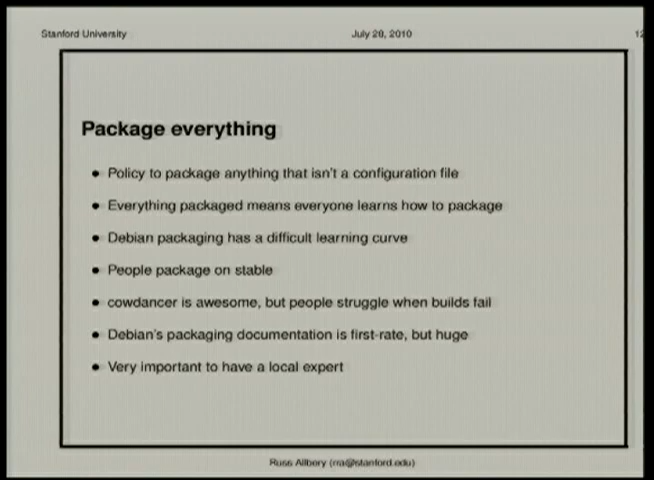 Stanford University July 28, 2010 12
Package everything
• Policy to package anything that isn't a configuration file
• Everything packaged means everyone learns how to package
• Debian packaging has a difficult learning curve
• People package on stable
• cowdancer is awesome, but people struggle when builds fail
• Debian's packaging documentation is first-rate, but huge
• Very important to have a local expert
Russ Allbery (rra@stanford.edu)